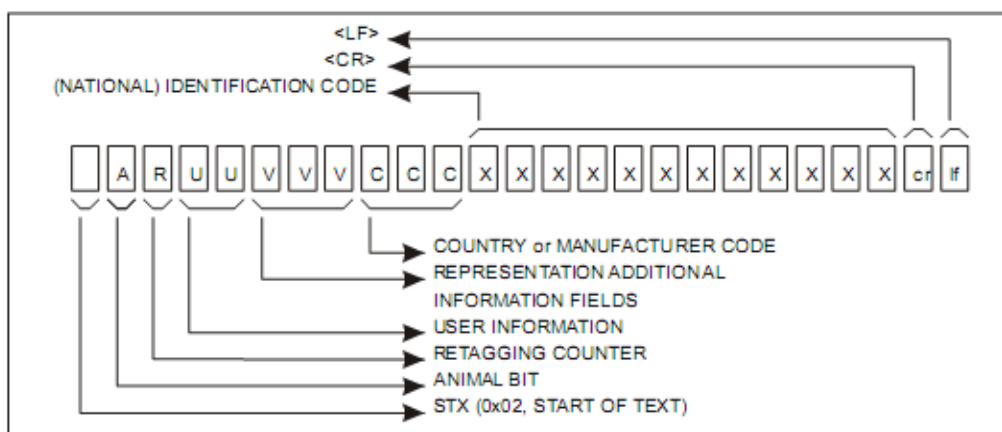 <LF>
<CR>
(NATIONAL) IDENTIFICATION CODE
A R U U V V V C C C X X X X X X X X X X X X cr lf
COUNTRY or MANUFACTURER CODE
REPRESENTATION ADDITIONAL
INFORMATION FIELDS
USER INFORMATION
RETAGGING COUNTER
ANIMAL BIT
STX (0x02, START OF TEXT)